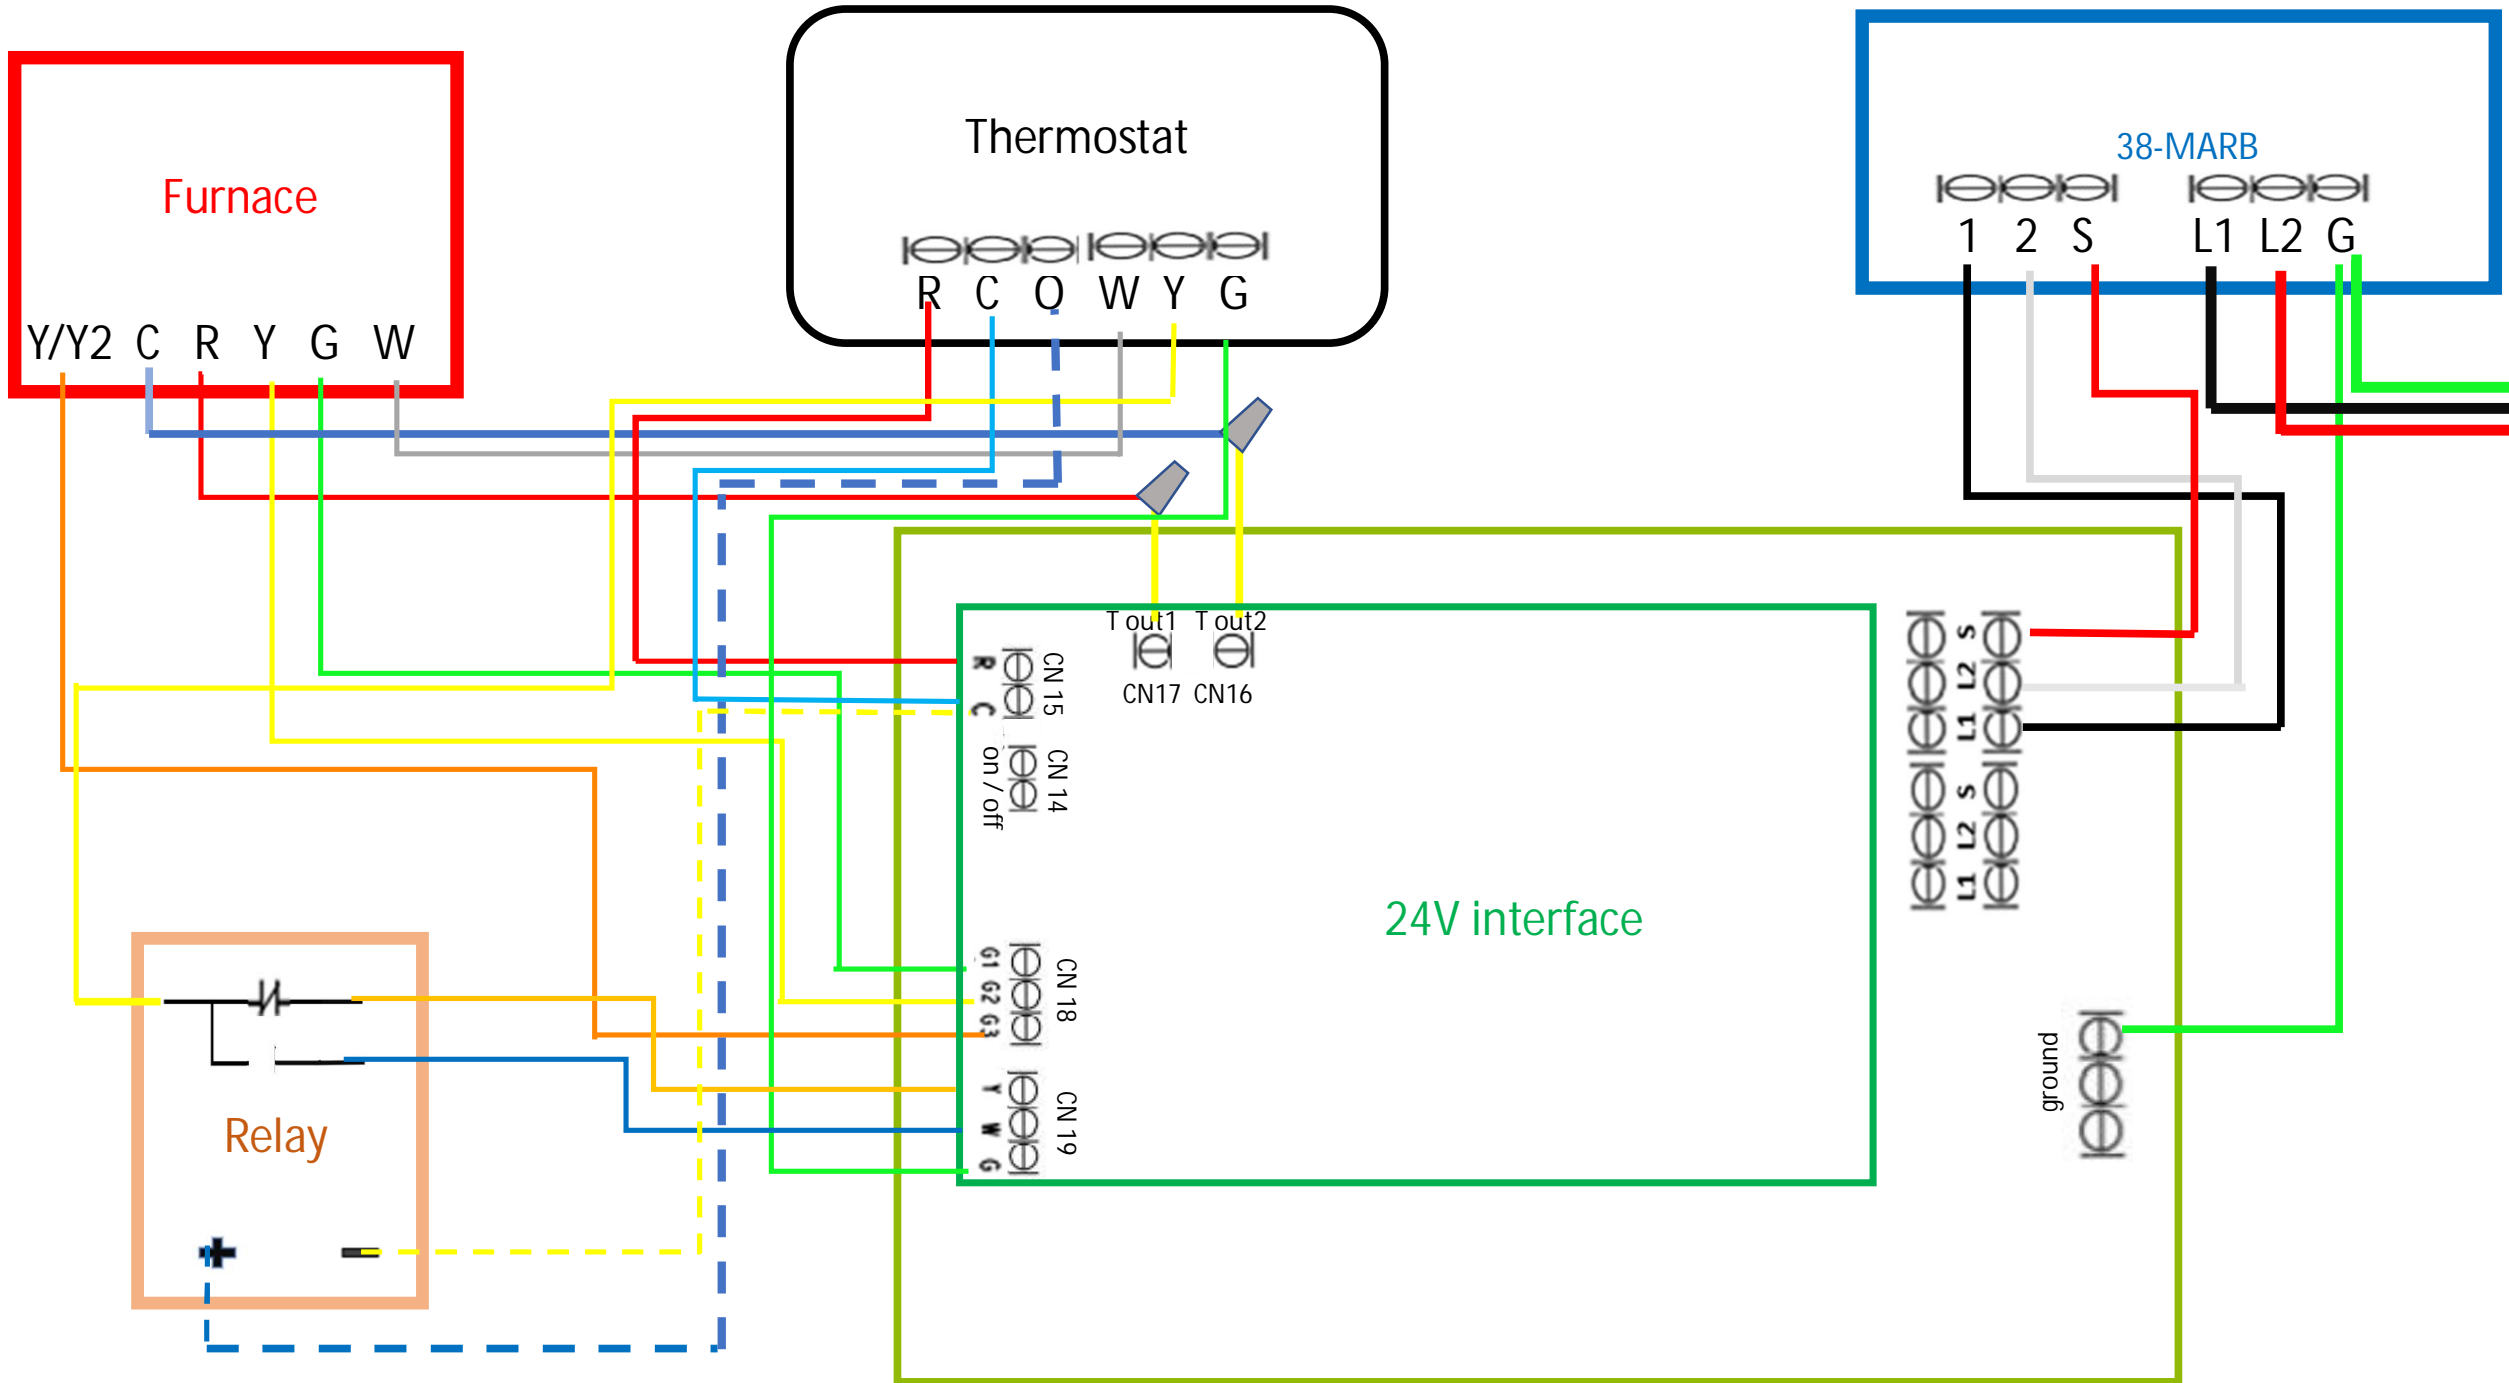 Furnace
Y/Y2 C R Y G W
Thermostat
R C O W Y G
38-MARB
1 2 S L1 L2 G
T out1 T out2
CN17 CN16
R
C
CN 15
on / off
CN 14
G1
G2
G3
CN 18
Y
W
G
CN 19
24V interface
S
L2
L1
S
L2
L1
ground
Relay
+ -